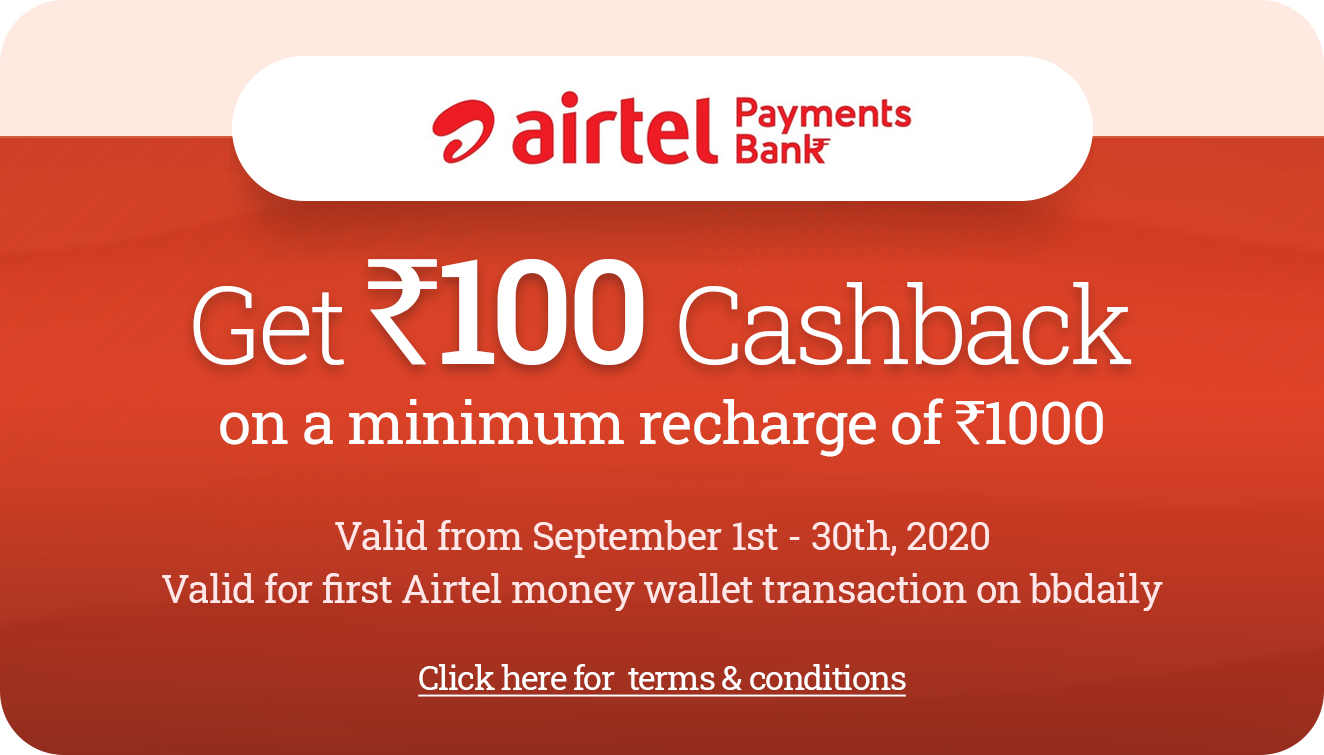 airtel Payments
Bank₹
Get ₹100 Cashback
on a minimum recharge of ₹1000
Valid from September 1st - 30th, 2020
Valid for first Airtel money wallet transaction on bbdaily
Click here for terms & conditions